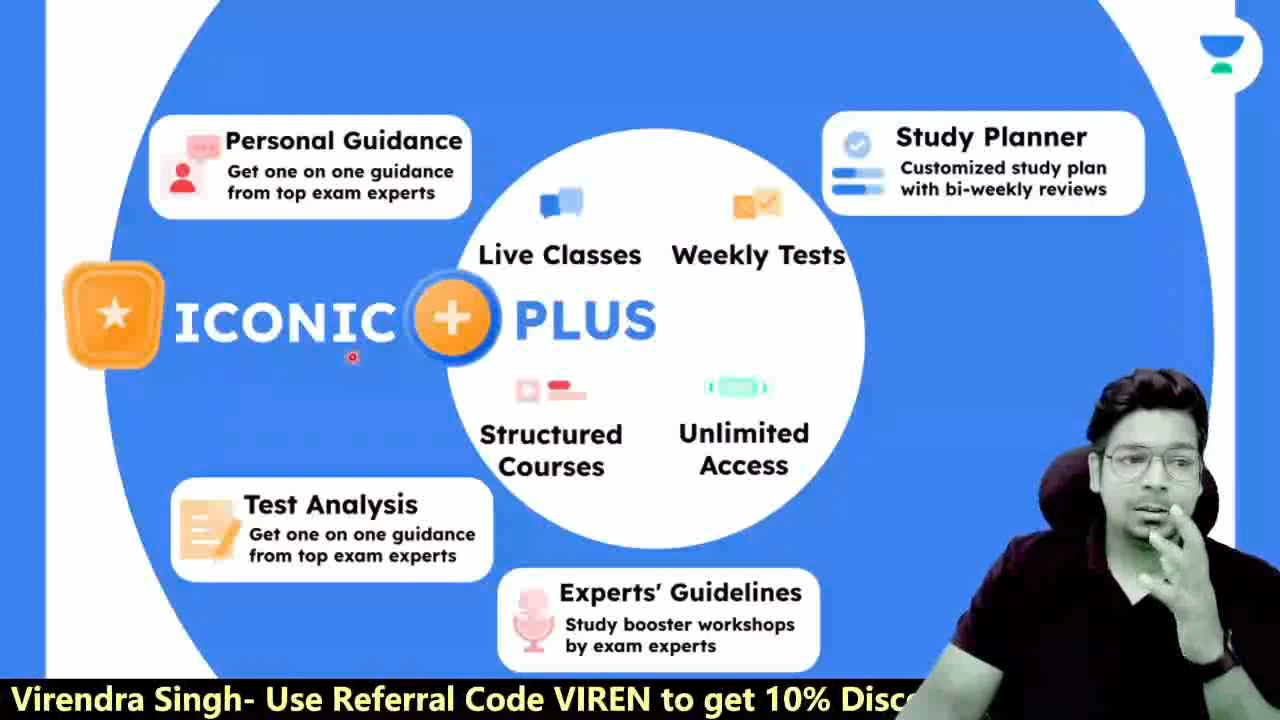 Personal Guidance
Get one on one guidance
from top exam experts
Study Planner
Customized study plan
with bi-weekly reviews
Live Classes
Weekly Tests
ICONIC
PLUS
Structured
Courses
Unlimited
Access
Test Analysis
Get one on one guidance
from top exam experts
Experts' Guidelines
Study booster workshops
by exam experts
Virendra Singh- Use Referral Code VIREN to get 10%